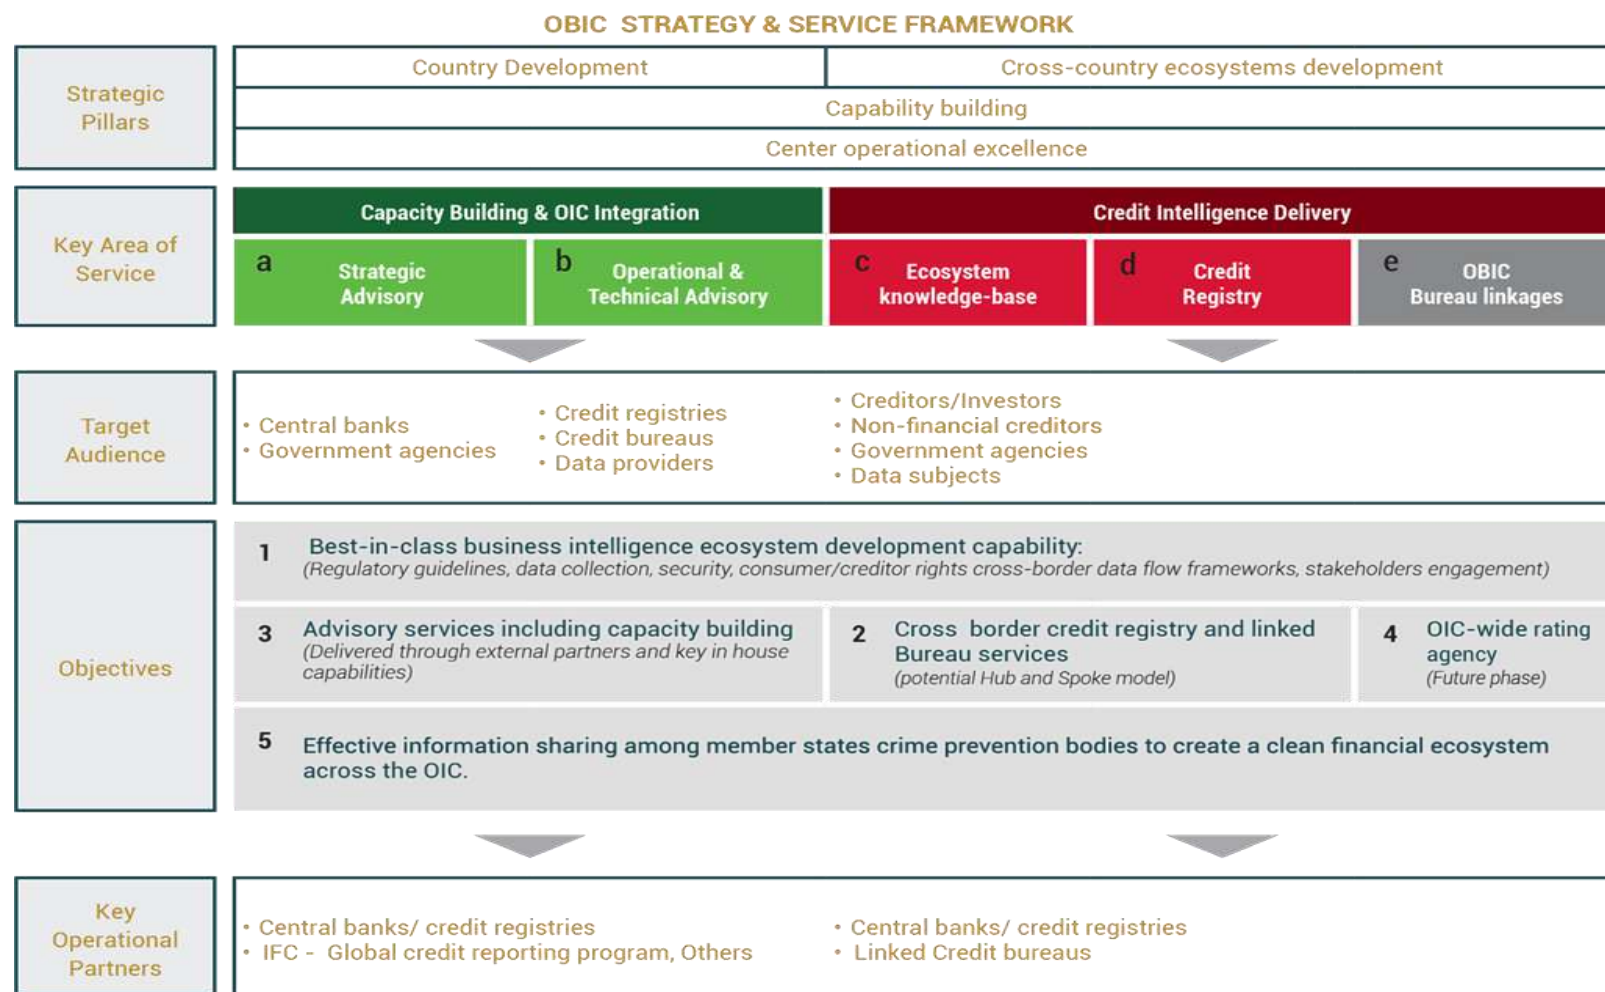 OBIC STRATEGY & SERVICE FRAMEWORK
Strategic
Pillars
Country Development
Cross-country ecosystems development
Capability building
Center operational excellence
Key Area of
Service
Capacity Building & OIC Integration
Credit Intelligence Delivery
a
Strategic
Advisory
b
Operational &
Technical Advisory
c
Ecosystem
knowledge-base
d
Credit
Registry
e
OBIC
Bureau linkages
Target
Audience
• Central banks
• Government agencies
• Credit registries
• Credit bureaus
• Data providers
• Creditors/Investors
• Non-financial creditors
• Government agencies
• Data subjects
Objectives
1 Best-in-class business intelligence ecosystem development capability:
(Regulatory guidelines, data collection, security, consumer/creditor rights cross-border data flow frameworks, stakeholders engagement)
3 Advisory services including capacity building
(Delivered through external partners and key in house
capabilities)
2 Cross border credit registry and linked
Bureau services
(potential Hub and Spoke model)
4 OIC-wide rating
agency
(Future phase)
5 Effective information sharing among member states crime prevention bodies to create a clean financial ecosystem
across the OIC.
Key
Operational
Partners
• Central banks/ credit registries
• IFC - Global credit reporting program, Others
• Central banks/ credit registries
• Linked Credit bureaus